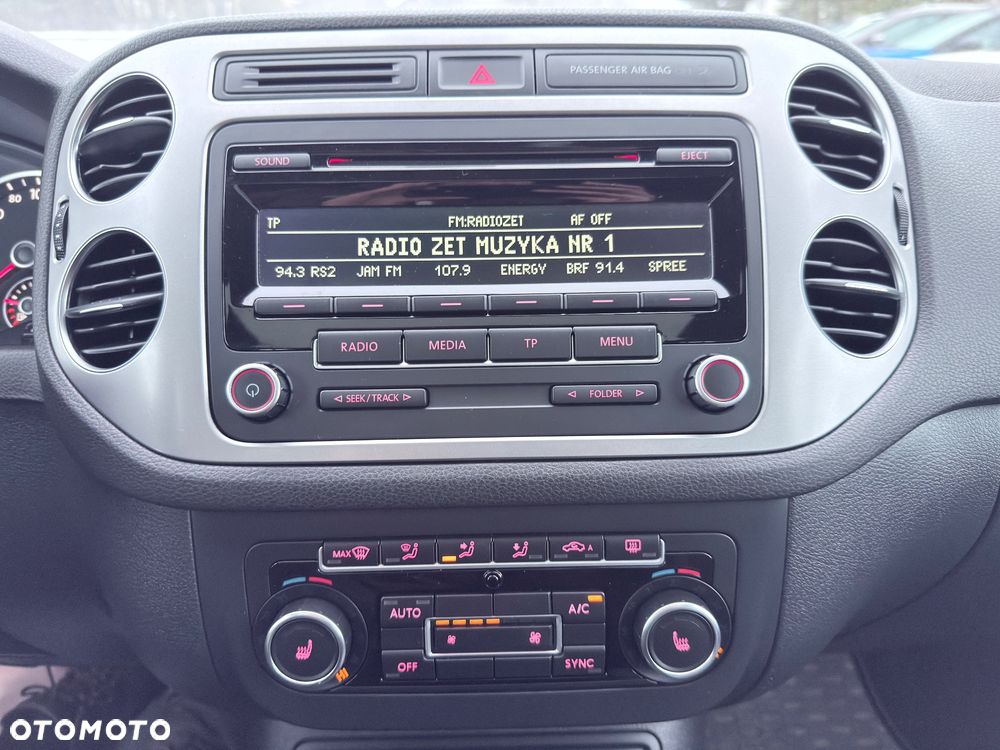 PASSENGER AIR BAG
SOUND
EJECT
80
TP FM:RADIOZET AF OFF
RADIO ZET MUZYKA NR 1
94.3 RS2 JAM FM 107.9 ENERGY BRF 91.4 SPREE
RADIO MEDIA TP MENU
SEEK/TRACK
FOLDER
MAX
A
AUTO
A/C
OFF
SYNC
OTOMOTO